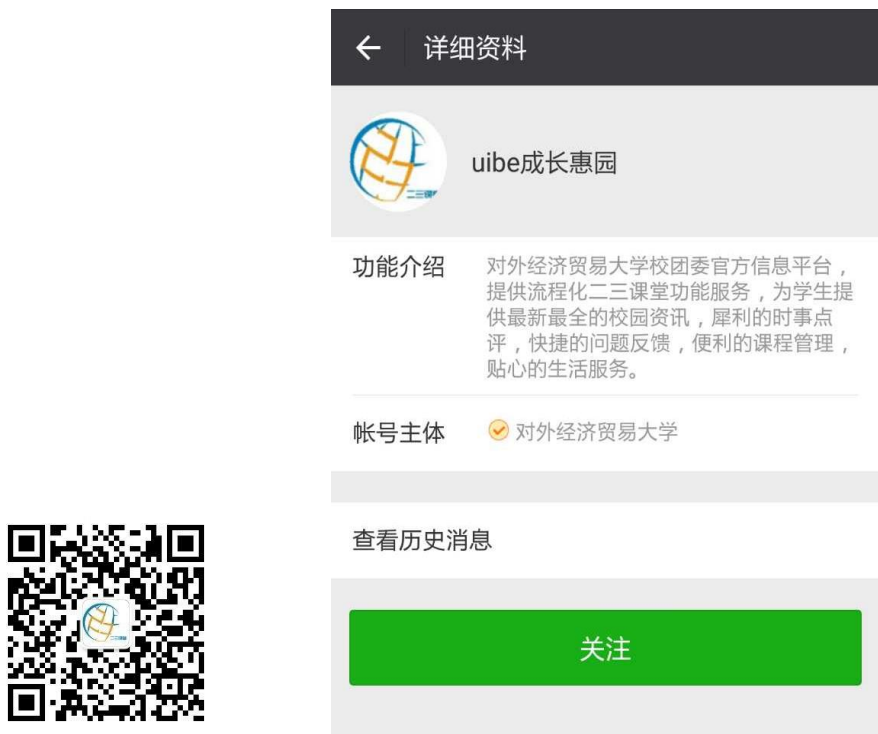 详细资料
二三课堂
uibe成长惠园
功能介绍
对外经济贸易大学校团委官方信息平台，
提供流程化二三课堂功能服务，为学生提
供最新最全的校园资讯，犀利的时事点
评，快捷的问题反馈，便利的课程管理，
贴心的生活服务。
帐号主体
对外经济贸易大学
查看历史消息
关注